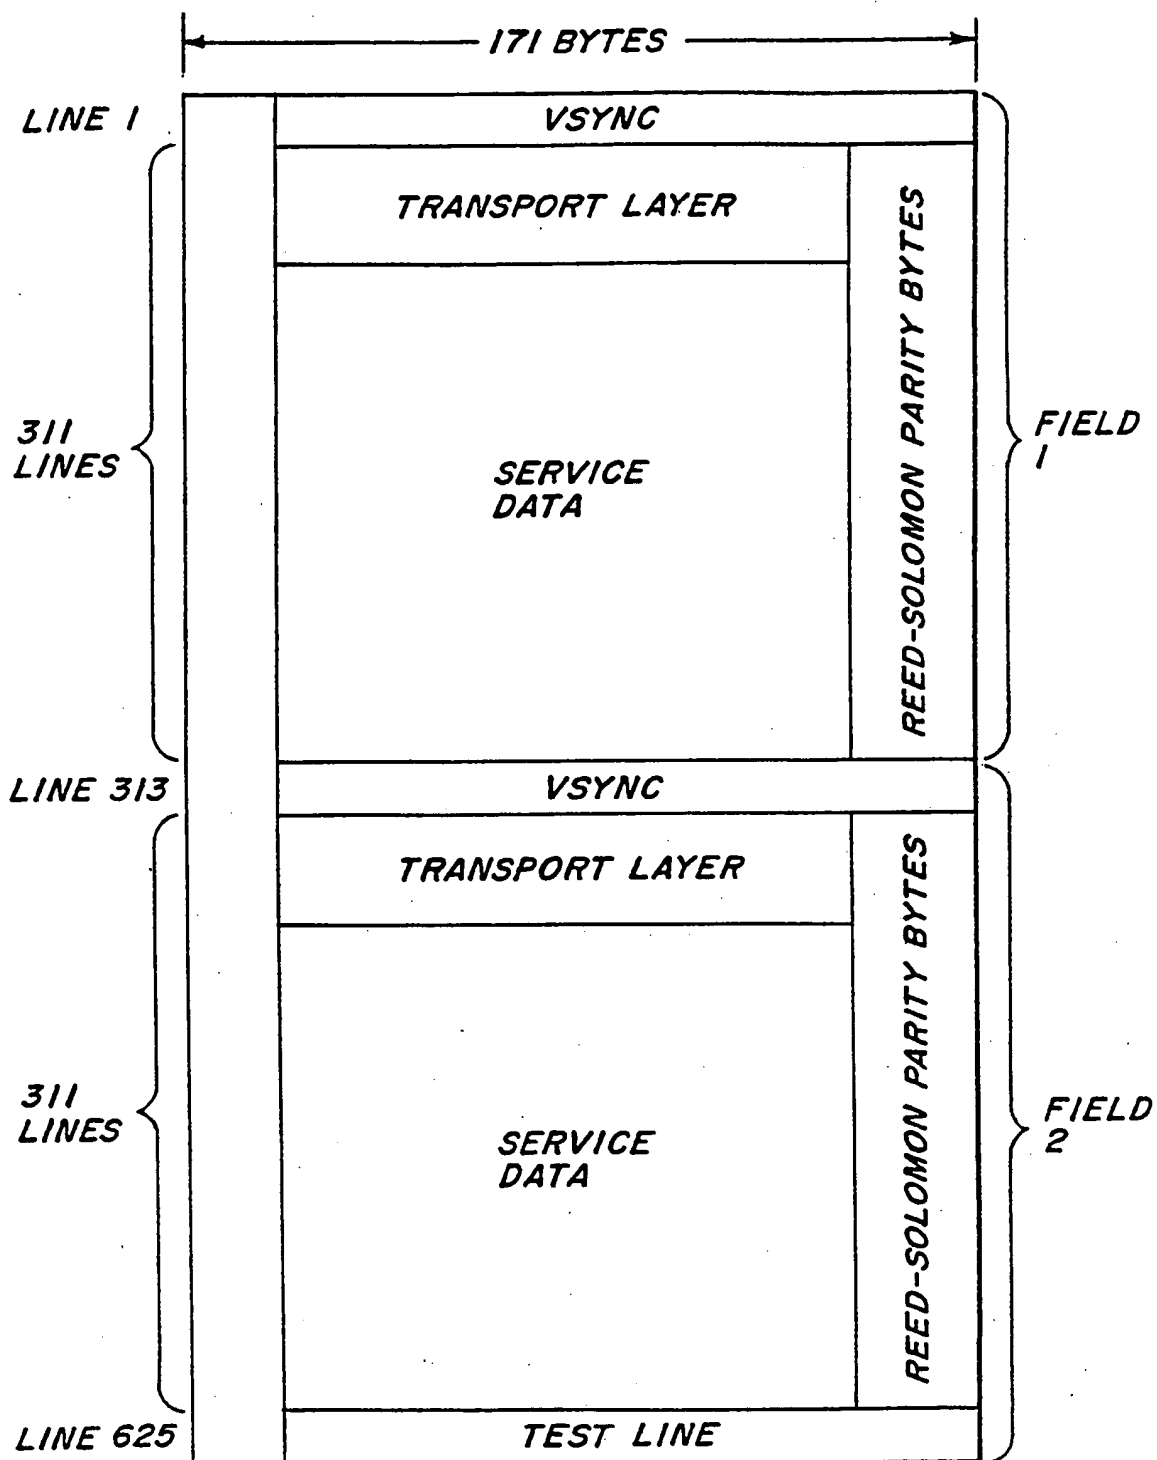 171 BYTES
LINE 1
VSYNC
TRANSPORT LAYER
REED-SOLOMON PARITY BYTES
311
LINES
SERVICE
DATA
FIELD
1
LINE 313
VSYNC
TRANSPORT LAYER
REED-SOLOMON PARITY BYTES
311
LINES
SERVICE
DATA
FIELD
2
LINE 625
TEST LINE